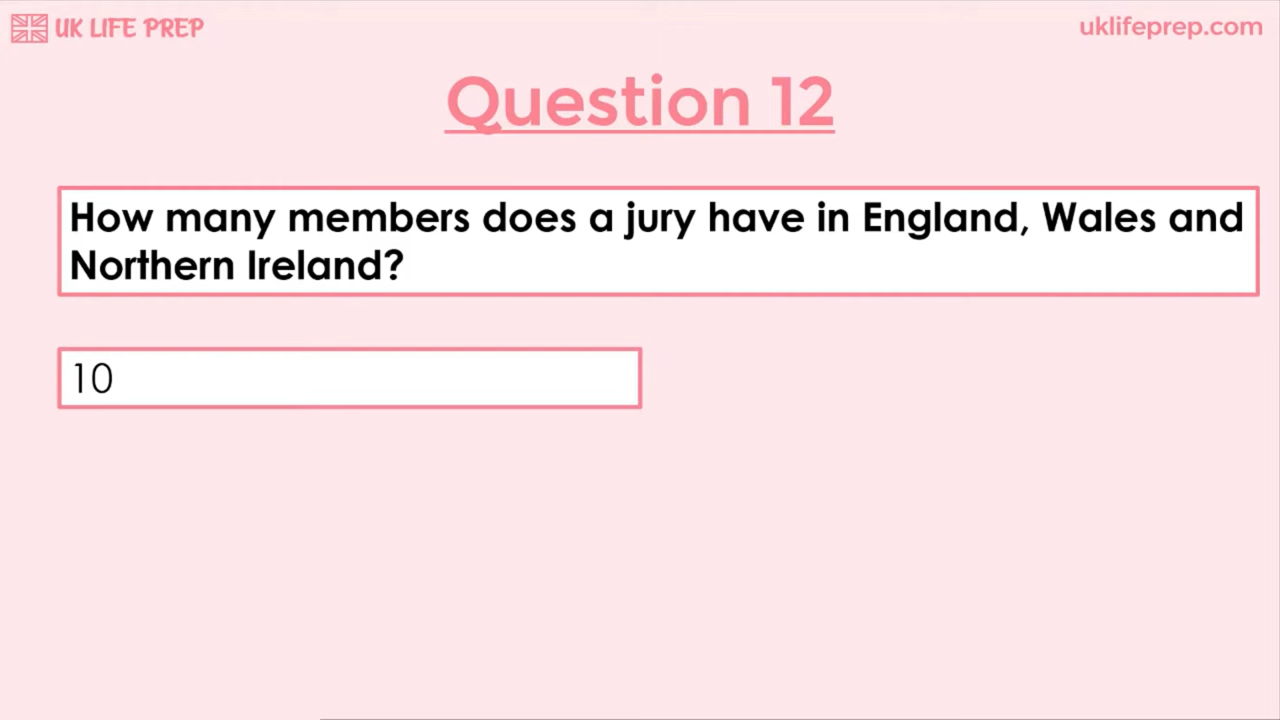 UK LIFE PREP
uklifeprep.com
Question 12
How many members does a jury have in England, Wales and
Northern Ireland?
10